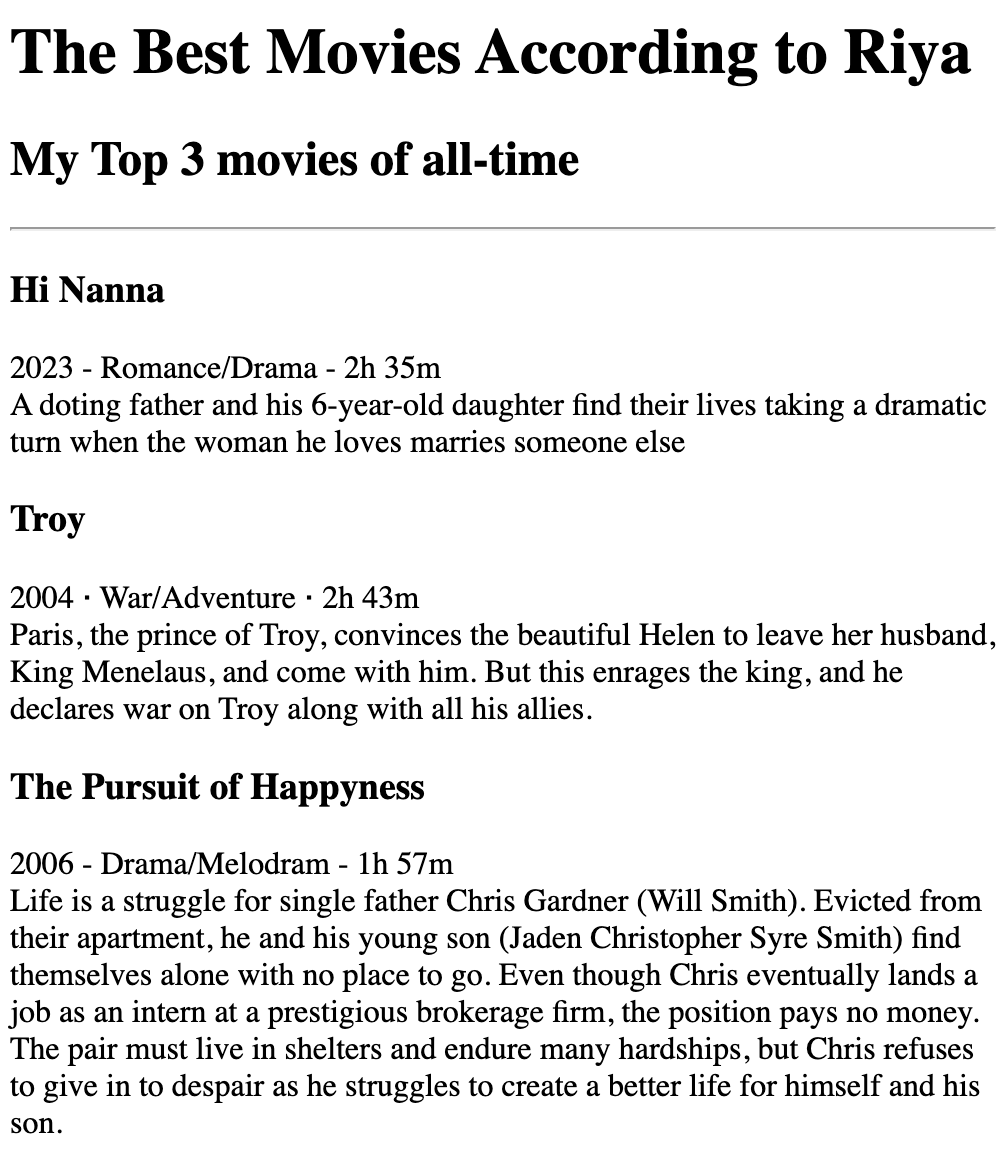 The Best Movies According to Riya
My Top 3 movies of all-time
Hi Nanna
2023 - Romance/Drama - 2h 35m
A doting father and his 6-year-old daughter find their lives taking a dramatic
turn when the woman he loves marries someone else
Troy
2004 ‧ War/Adventure ‧ 2h 43m
Paris, the prince of Troy, convinces the beautiful Helen to leave her husband,
King Menelaus, and come with him. But this enrages the king, and he
declares war on Troy along with all his allies.
The Pursuit of Happyness
2006 - Drama/Melodram - 1h 57m
Life is a struggle for single father Chris Gardner (Will Smith). Evicted from
their apartment, he and his young son (Jaden Christopher Syre Smith) find
themselves alone with no place to go. Even though Chris eventually lands a
job as an intern at a prestigious brokerage firm, the position pays no money.
The pair must live in shelters and endure many hardships, but Chris refuses
to give in to despair as he struggles to create a better life for himself and his
son.